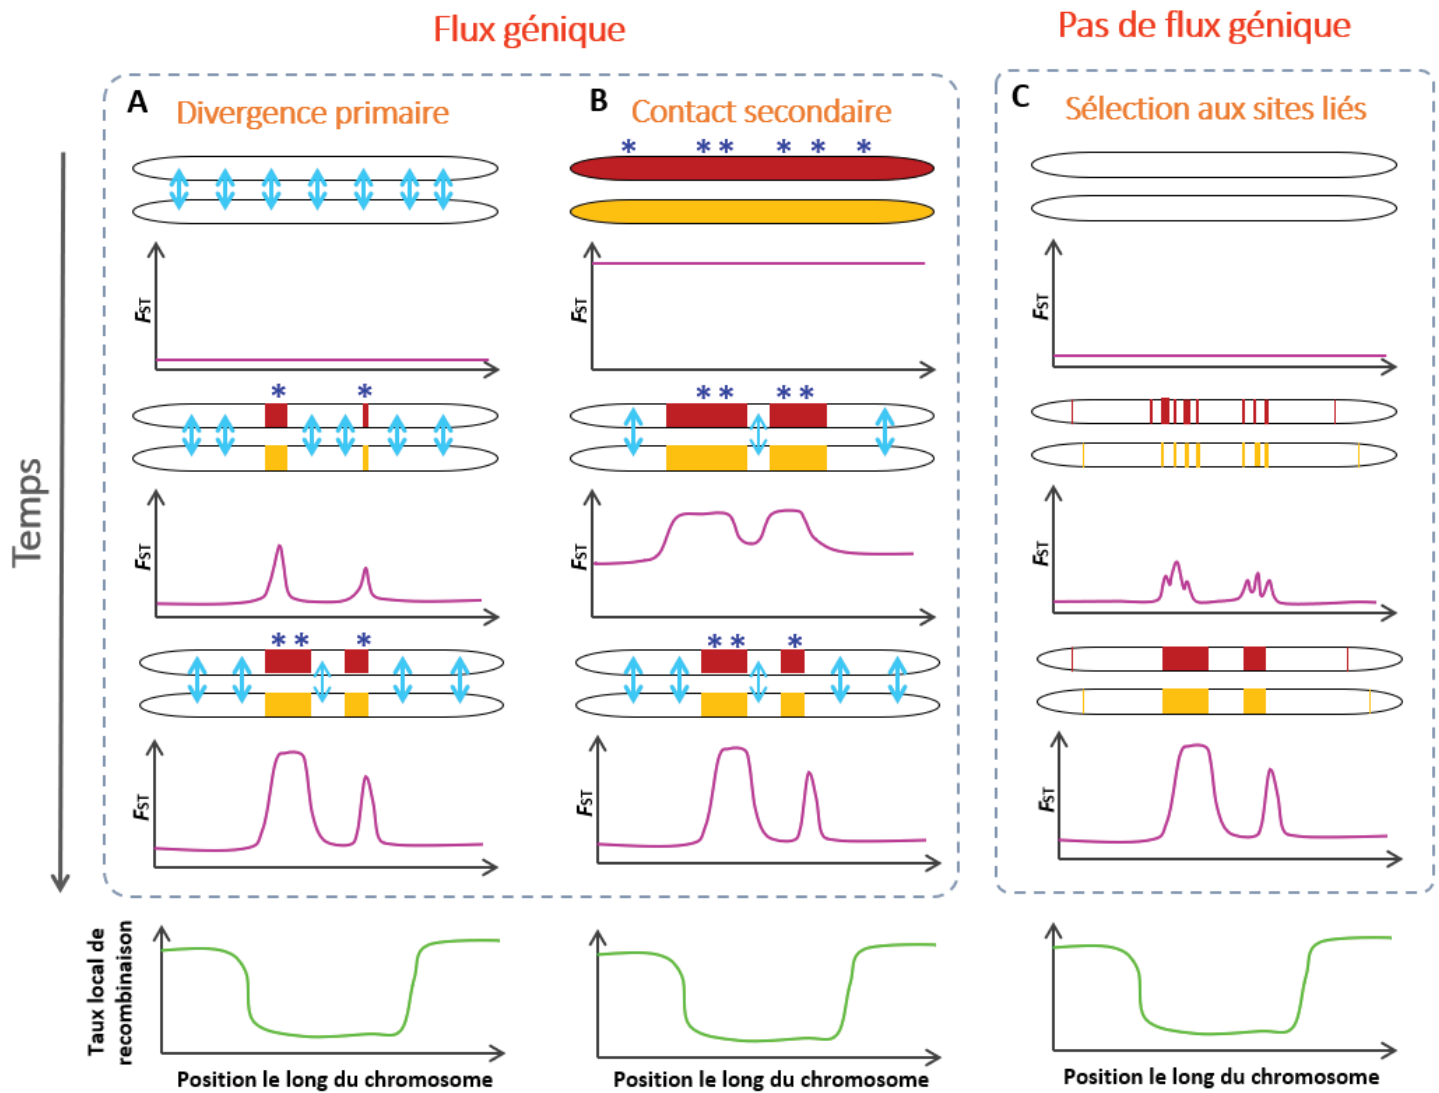 Flux génique
Pas de flux génique
A
Divergence primaire
B
Contact secondaire
C
Sélection aux sites liés
* ** * * *
FST
FST
FST
* *
** **
FST
FST
FST
** *
** *
FST
FST
FST
Temps
Taux local de
recombinaison
Position le long du chromosome
Position le long du chromosome
Position le long du chromosome